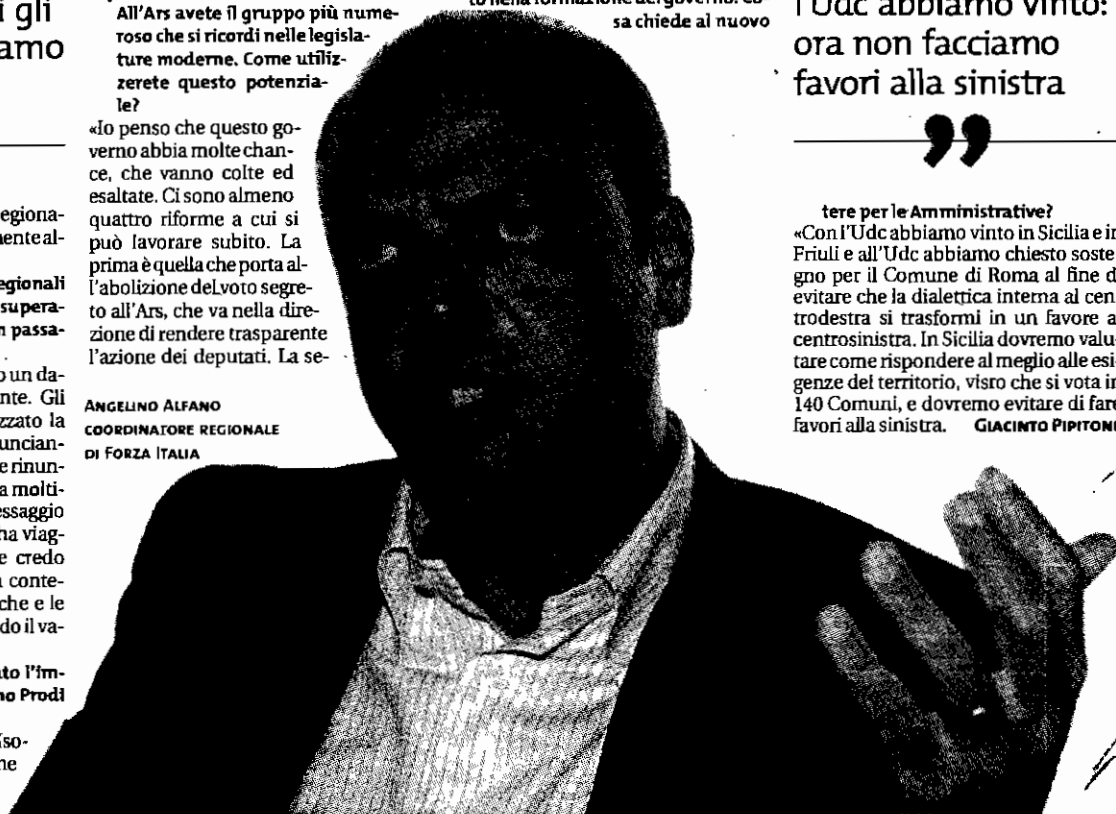 i gli
amo
egiona-
mente al-
egionali
supera-
n passa-
o un da-
nte. Gli
zzato la
uncian-
e rinun-
a molti-
essaggio
ha viag-
e credo
a conte-
che e le
do il va-
ato l'im-
no Prodi
iso-
ne
All'Ars avete il gruppo più nume-
roso che si ricordi nelle legisla-
ture moderne. Come utiliz-
zerete questo potenzia-
le?
«Io penso che questo go-
verno abbia molte chan-
ce, che vanno colte ed
esaltate. Ci sono almeno
quattro riforme a cui si
può lavorare subito. La
prima è quella che porta al-
l'abolizione del voto segre-
to all'Ars, che va nella dire-
zione di rendere trasparente
l'azione dei deputati. La se-
ANGELINO ALFANO
COORDINATORE REGIONALE
DI FORZA ITALIA
to nella formazione del governo. Co-
sa chiede al nuovo
l'Udc abbiamo vinto:
ora non facciamo
favori alla sinistra
”
tere per le Amministrative?
«Con l'Udc abbiamo vinto in Sicilia e in
Friuli e all'Udc abbiamo chiesto soste
gno per il Comune di Roma al fine d
evitare che la dialettica interna al cen
trodestra si trasformi in un favore a
centrosinistra. In Sicilia dovremo valu-
tare come rispondere al meglio alle esi-
genze del territorio, visto che si vota in
140 Comuni, e dovremo evitare di fare
favori alla sinistra. GIACINTO PIPITONE